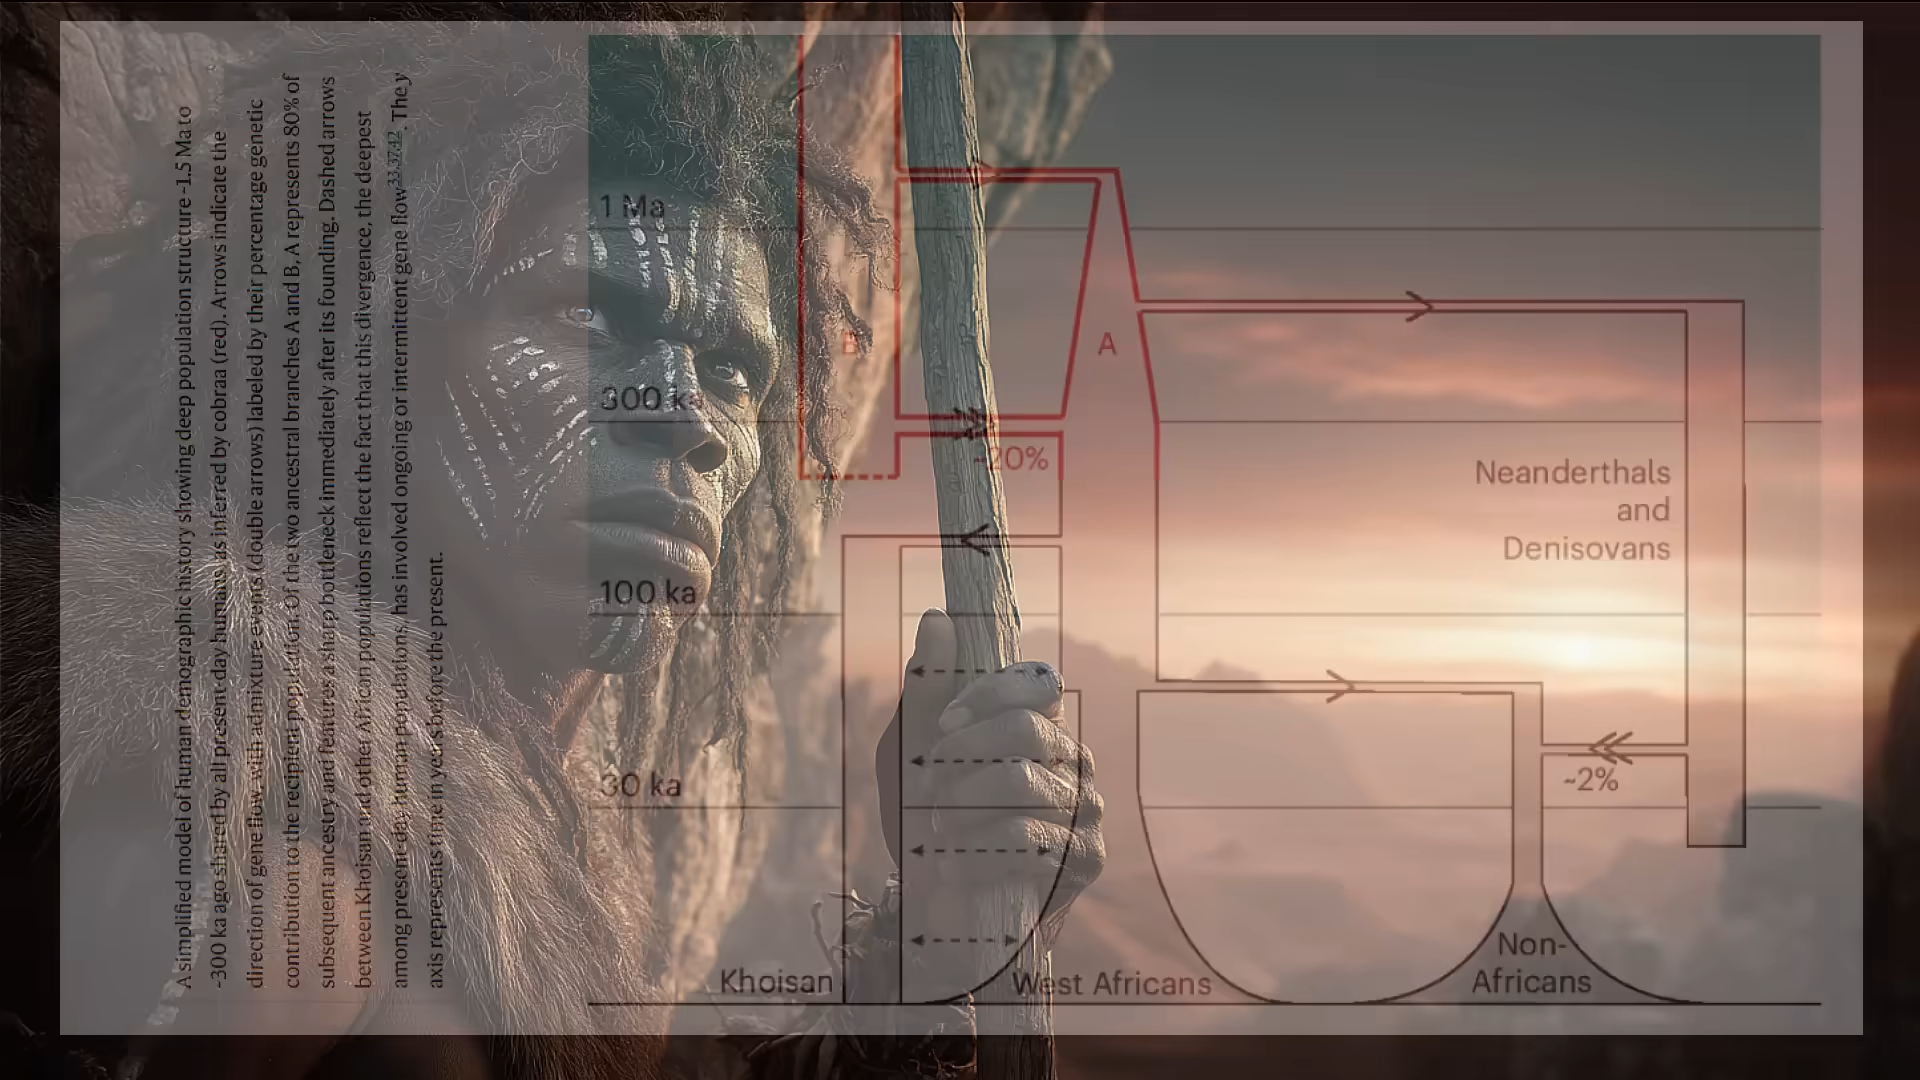 A simplified model of human demographic history showing deep population structure ~1.5 Ma to
~300 ka ago shared by all present-day humans, as inferred by cobraa (red). Arrows indicate the
direction of gene flow, with admixture events (double arrows) labeled by their percentage genetic
contribution to the recipient population. Of the two ancestral branches A and B, A represents 80% of
subsequent ancestry and features a sharp bottleneck immediately after its founding. Dashed arrows
between Khoisan and other African populations reflect the fact that this divergence, the deepest
among present-day human populations, has involved ongoing or intermittent gene flow33,37,42. They
axis represents time in years before the present.
1 Ma
B
A
300 ka
~20%
Neanderthals
and
Denisovans
100 ka
30 ka
~2%
Khoisan
West Africans
Non-
Africans